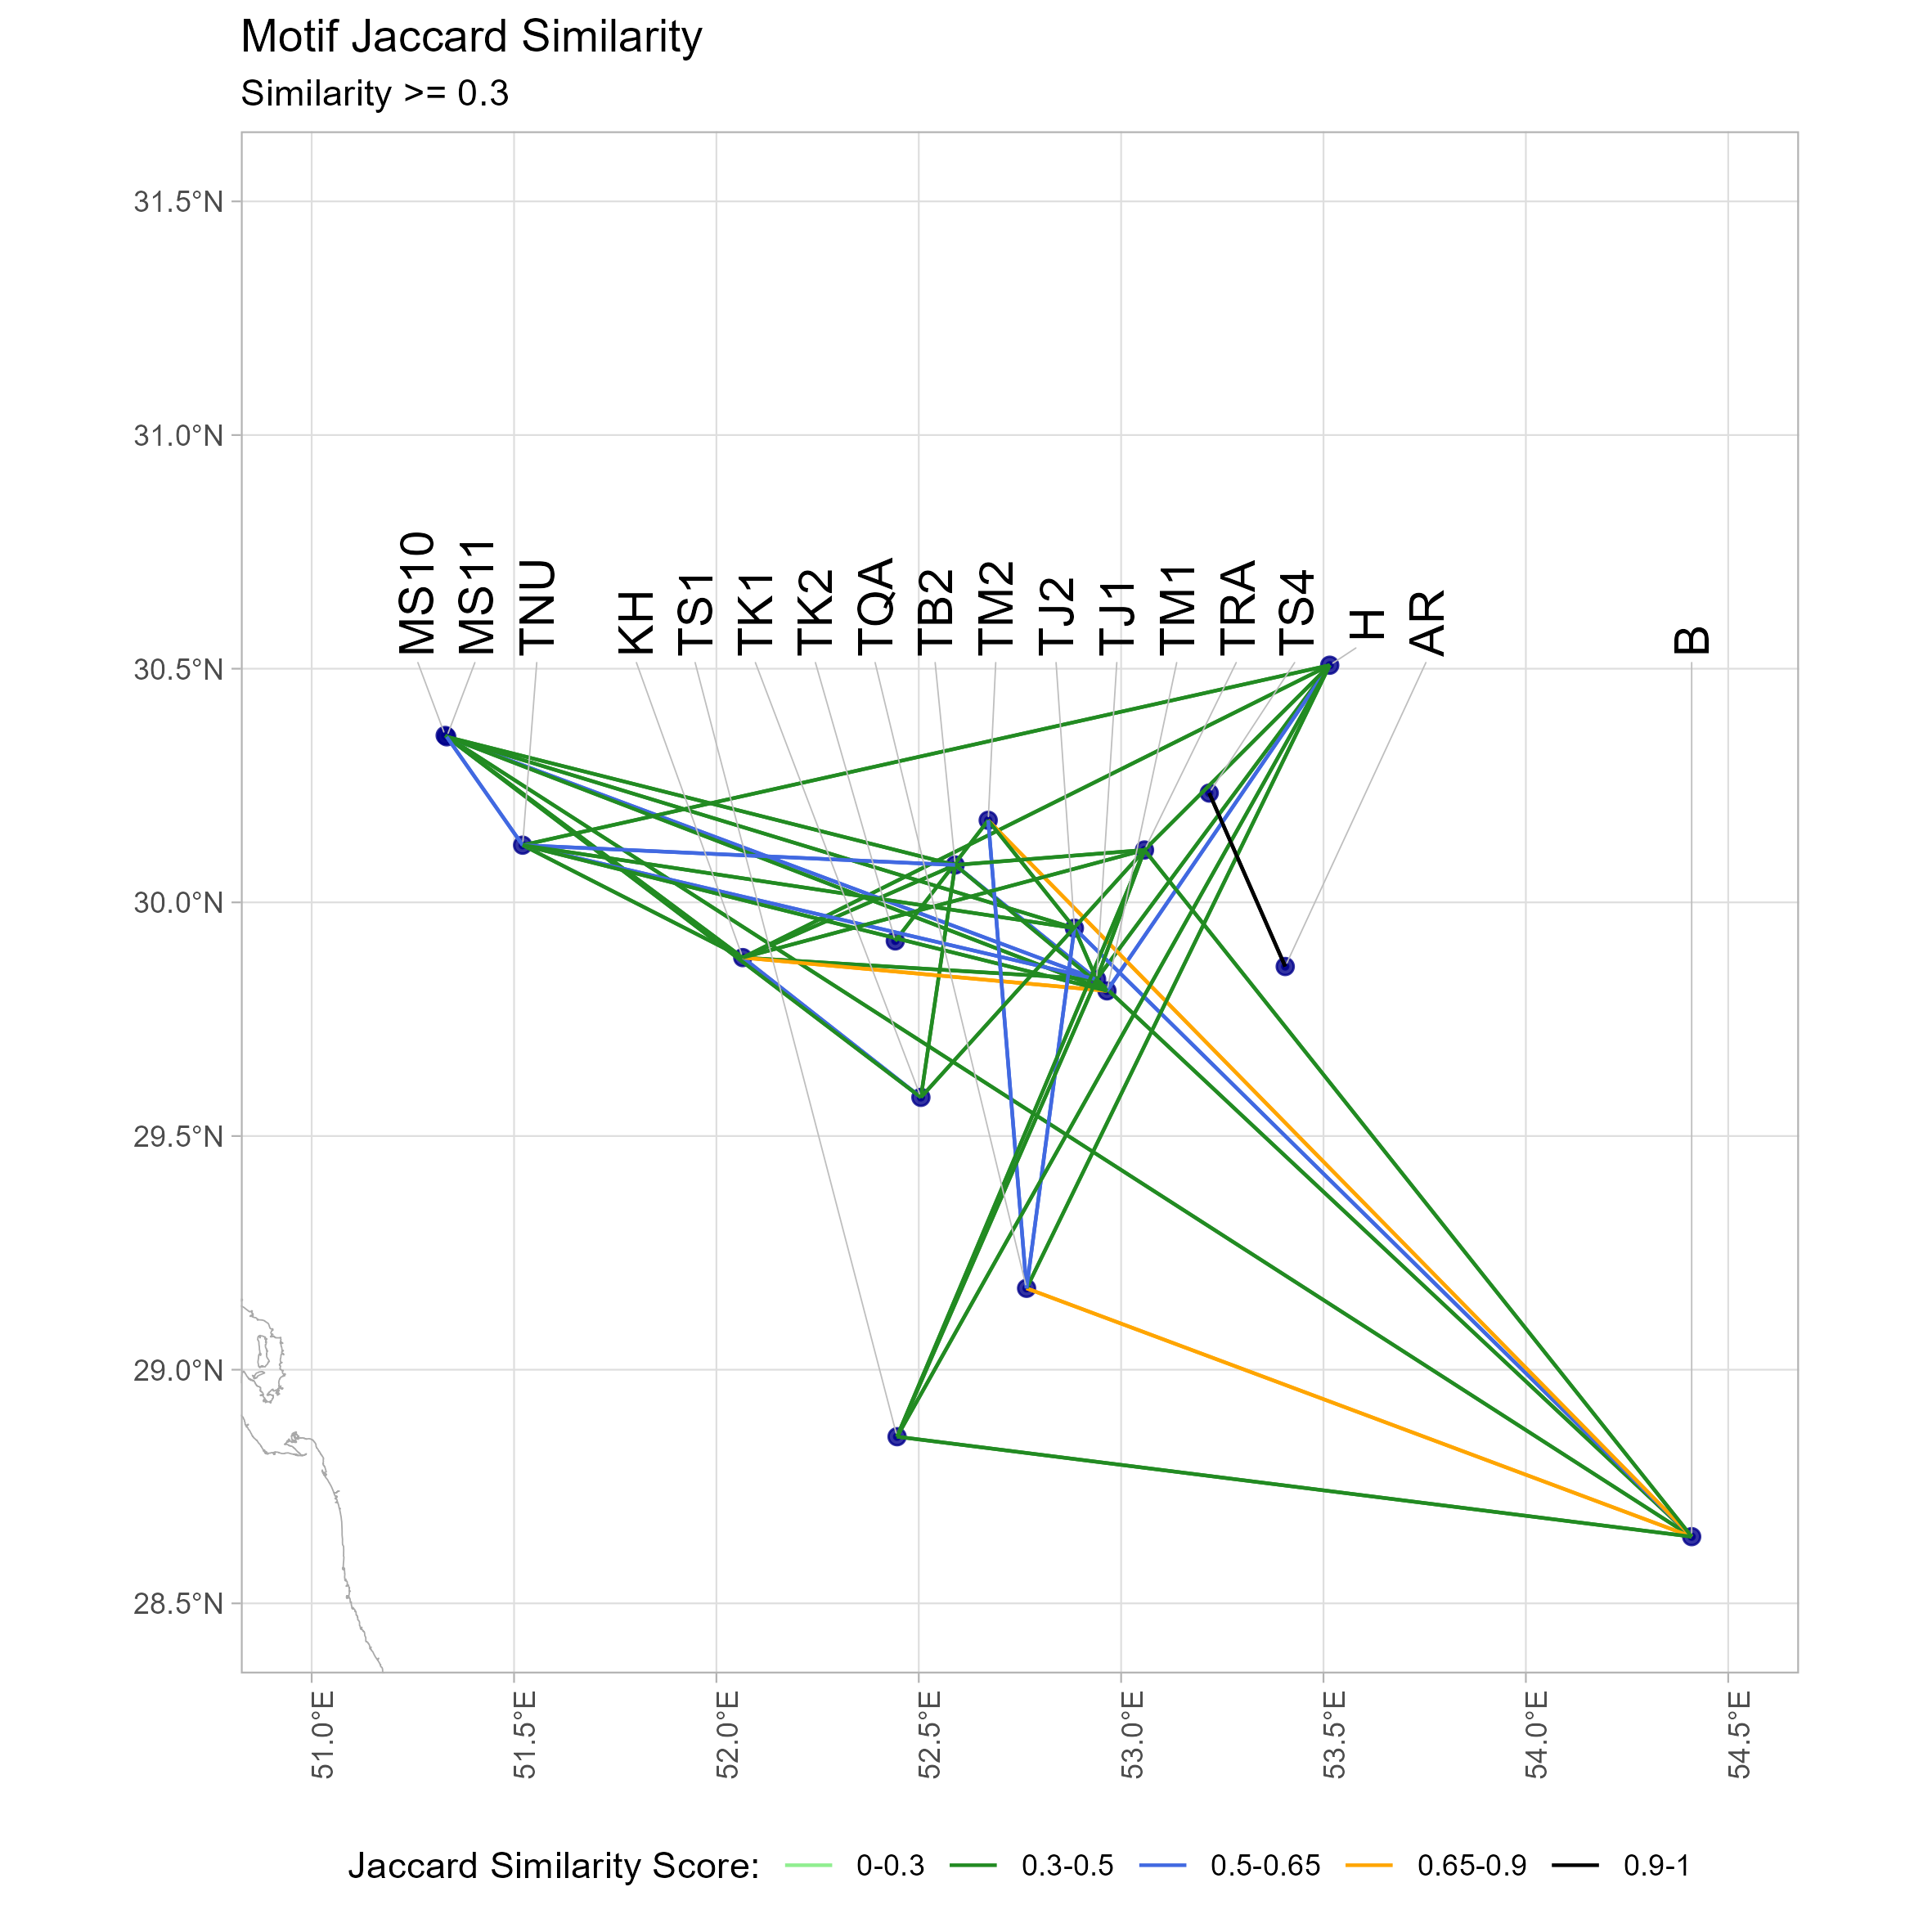 Motif Jaccard Similarity
Similarity >= 0.3
31.5°N
31.0°N
30.5°N
30.0°N
29.5°N
29.0°N
28.5°N
MS10
MS11
TNU
KH
TS1
TK1
TK2
TQA
TB2
TM2
TJ2
TJ1
TM1
TRA
TS4
H
AR
B
51.0°E
51.5°E
52.0°E
52.5°E
53.0°E
53.5°E
54.0°E
54.5°E
Jaccard Similarity Score: 0-0.3 0.3-0.5 0.5-0.65 0.65-0.9 0.9-1